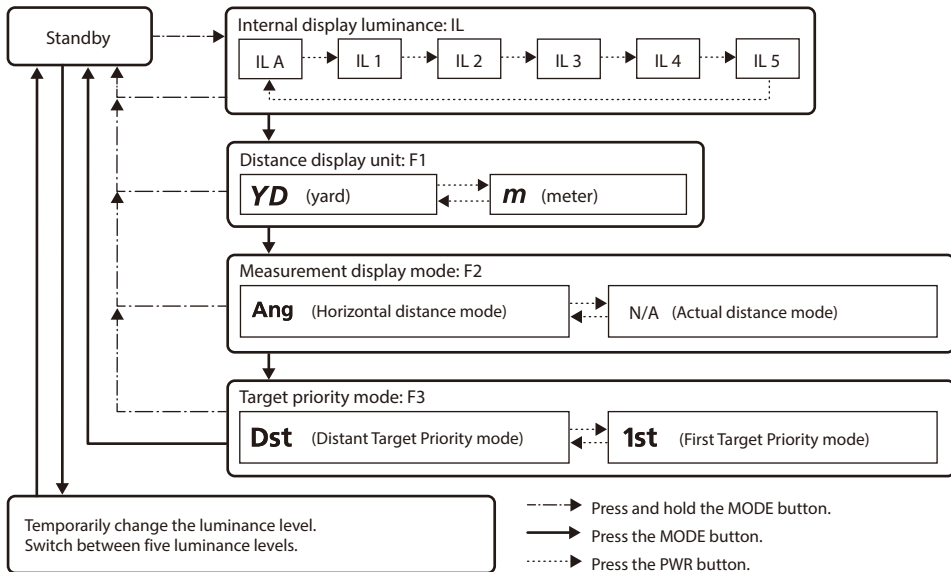 Standby
Internal display luminance: IL
IL A
IL 1
IL 2
IL 3
IL 4
IL 5
Distance display unit: F1
YD (yard)
m (meter)
Measurement display mode: F2
Ang (Horizontal distance mode)
N/A (Actual distance mode)
Target priority mode: F3
Dst (Distant Target Priority mode)
1st (First Target Priority mode)
Temporarily change the luminance level.
Switch between five luminance levels.
Press and hold the MODE button.
Press the MODE button.
Press the PWR button.